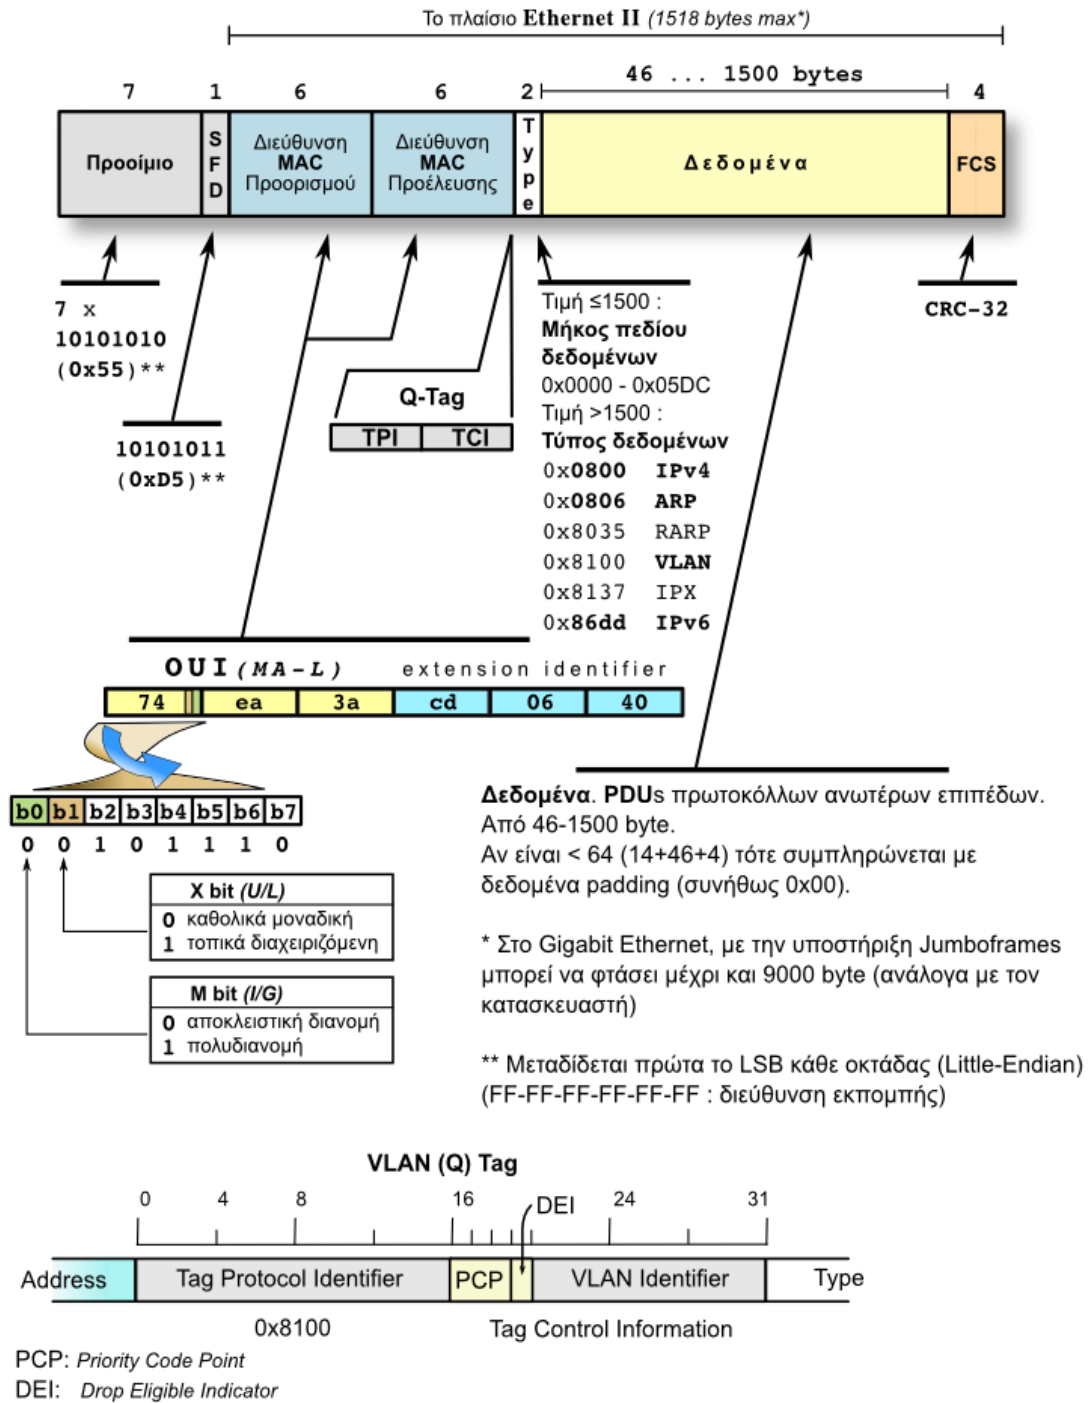 Το πλαίσιο Ethernet II (1518 bytes max*)
46 ... 1500 bytes
7 1 6 6 2 4
Προοίμιο
SFD
Διεύθυνση
MAC
Προορισμού
Διεύθυνση
MAC
Προέλευσης
Type
Δεδομένα
FCS
7 x
10101010
(0x55)**
10101011
(0xD5)**
Q-Tag
TPI TCI
Τιμή ≤1500 :
Μήκος πεδίου
δεδομένων
0x0000 - 0x05DC
Τιμή >1500 :
Τύπος δεδομένων
0x0800 IPv4
0x0806 ARP
0x8035 RARP
0x8100 VLAN
0x8137 IPX
0x86dd IPv6
CRC-32
OUI (MA-L) extension identifier
74 ea 3a cd 06 40
b0 b1 b2 b3 b4 b5 b6 b7
0 0 1 0 1 1 1 0
X bit (U/L)
0 καθολικά μοναδική
1 τοπικά διαχειριζόμενη
M bit (I/G)
0 αποκλειστική διανομή
1 πολυδιανομή
Δεδομένα. PDUs πρωτοκόλλων ανωτέρων επιπέδων.
Από 46-1500 byte.
Αν είναι < 64 (14+46+4) τότε συμπληρώνεται με
δεδομένα padding (συνήθως 0x00).
* Στο Gigabit Ethernet, με την υποστήριξη Jumboframes
μπορεί να φτάσει μέχρι και 9000 byte (ανάλογα με τον
κατασκευαστή)
** Μεταδίδεται πρώτα το LSB κάθε οκτάδας (Little-Endian)
(FF-FF-FF-FF-FF-FF : διεύθυνση εκπομπής)
VLAN (Q) Tag
0 4 8 16 24 31
DEI
Address Tag Protocol Identifier PCP VLAN Identifier Type
0x8100 Tag Control Information
PCP: Priority Code Point
DEI: Drop Eligible Indicator